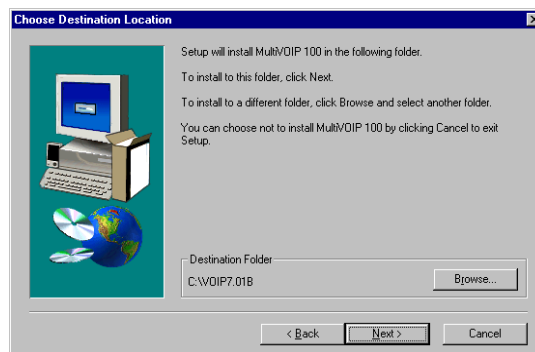 Choose Destination Location
Setup will install MultiVOIP 100 in the following folder.
To install to this folder, click Next.
To install to a different folder, click Browse and select another folder.
You can choose not to install MultiVOIP 100 by clicking Cancel to exit
Setup.
Destination Folder
C:\VOIP7.01B
Browse...
< Back
Next >
Cancel